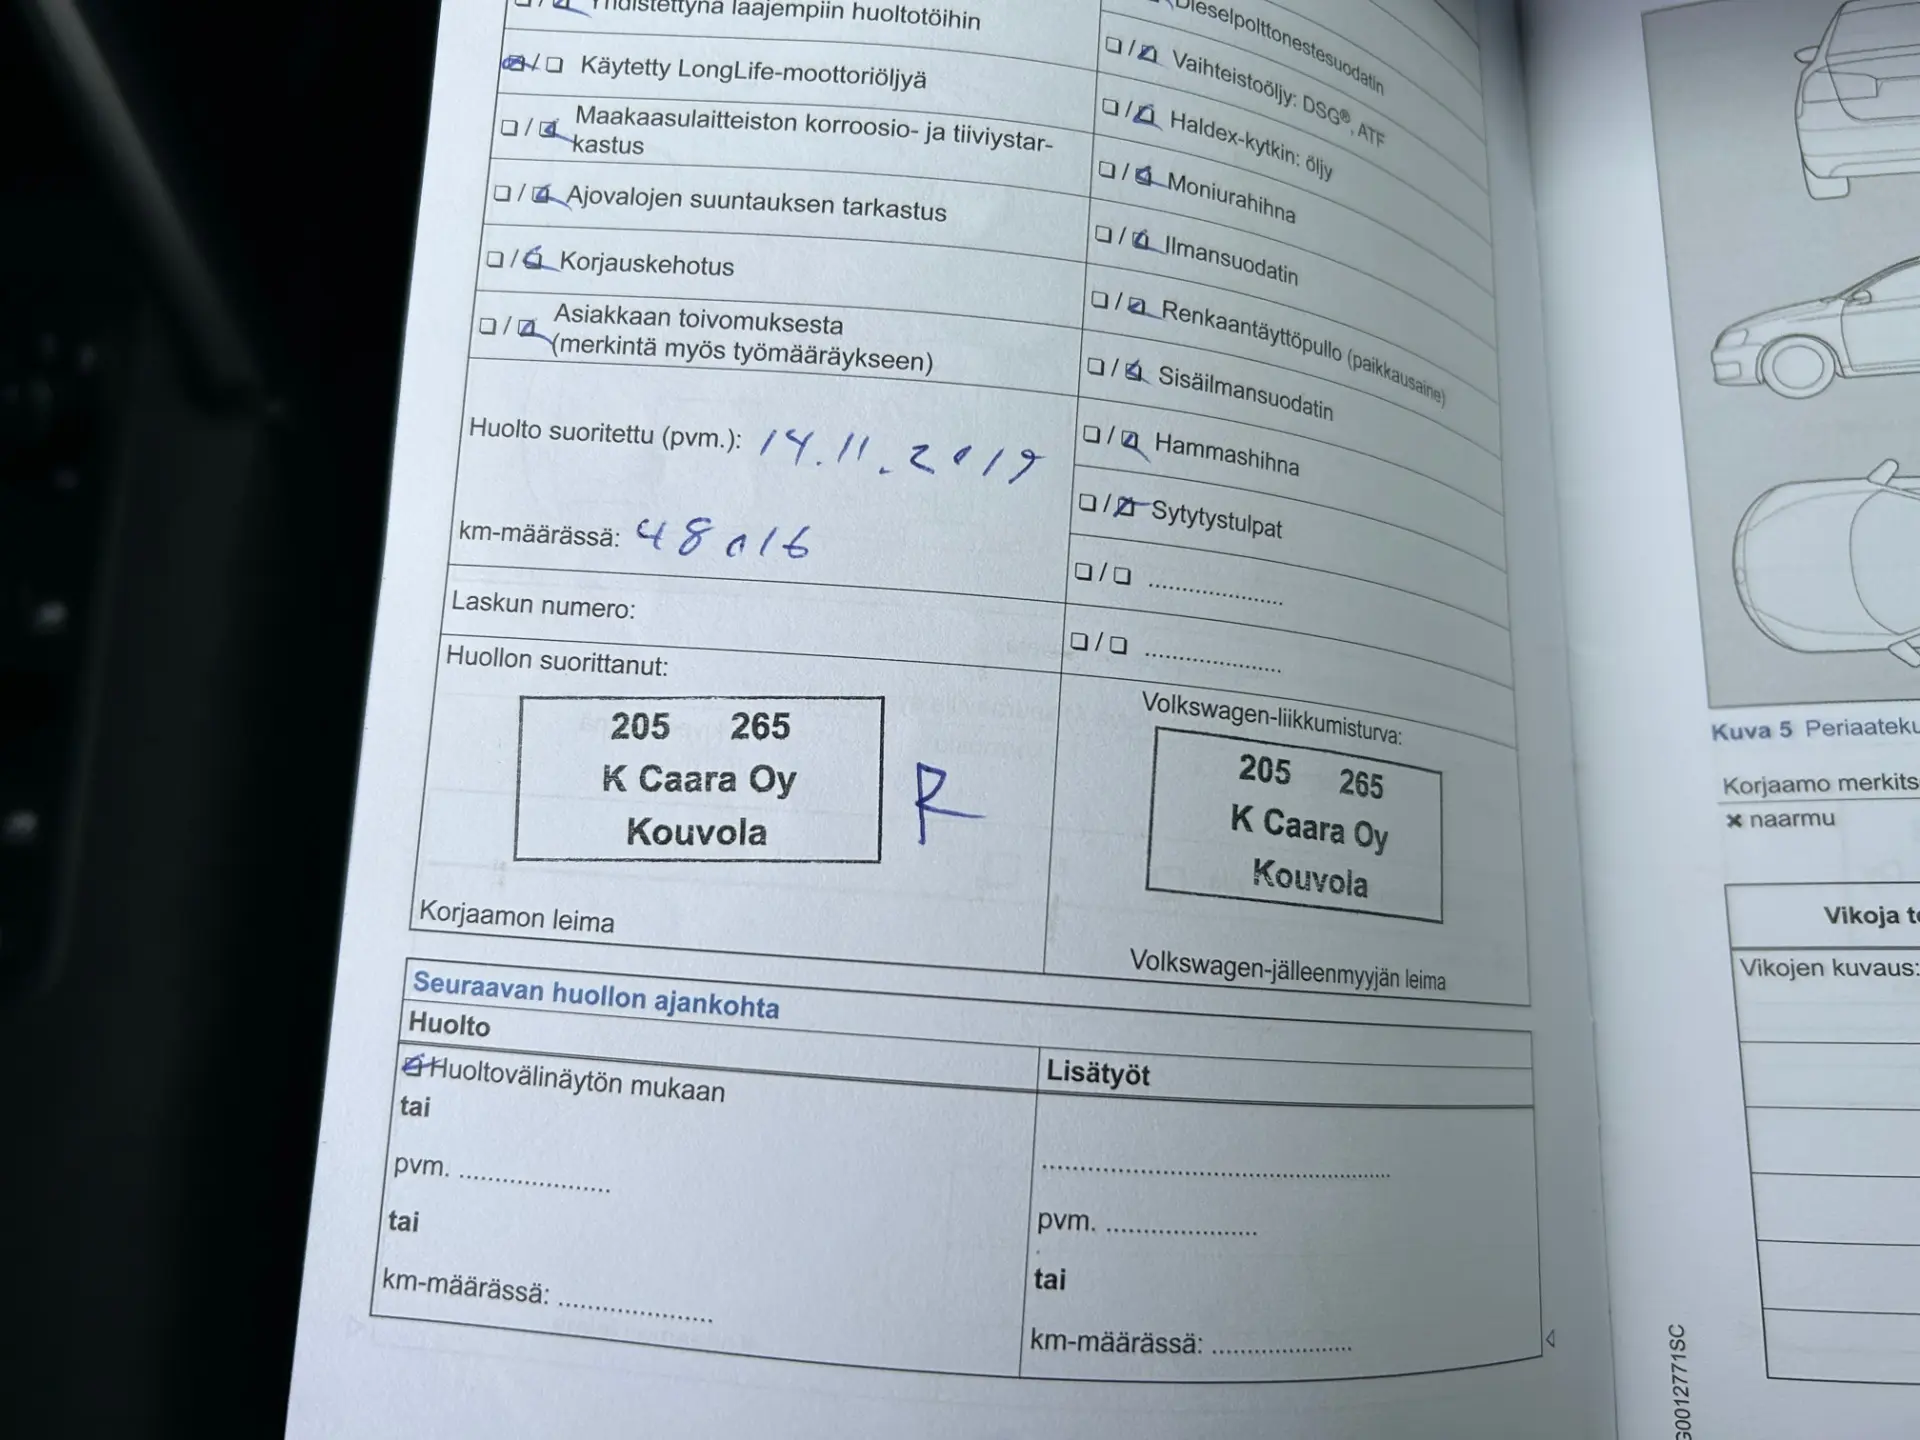 Yhdistettynä laajempiin huoltotöihin
Käytetty LongLife-moottoriöljyä
Maakaasulaitteiston korroosio- ja tiiviystar-
kastus
Ajovalojen suuntauksen tarkastus
Korjauskehotus
Asiakkaan toivomuksesta
(merkintä myös työmääräykseen)
Huolto suoritettu (pvm.): 14.11.2019
km-määrässä: 48016
Laskun numero:
Huollon suorittanut:
205 265
K Caara Oy
Kouvola
R
Korjaamon leima
Dieselpolttonestesuodatin
Vaihteistoöljy: DSG®, ATF
Haldex-kytkin: öljy
Moniurahihna
Ilmansuodatin
Renkaantäyttöpullo (paikkausaine)
Sisäilmansuodatin
Hammashihna
Sytytystulpat
Volkswagen-liikkumisturva:
205 265
K Caara Oy
Kouvola
Volkswagen-jälleenmyyjän leima
Seuraavan huollon ajankohta
Huolto
Huoltovälinäytön mukaan
tai
pvm. ....................
tai
km-määrässä: ....................
Lisätyöt
pvm. ....................
tai
km-määrässä: ....................
Kuva 5 Periaateku
Korjaamo merkits
× naarmu
Vikoja te
Vikojen kuvaus:
G0012771SC